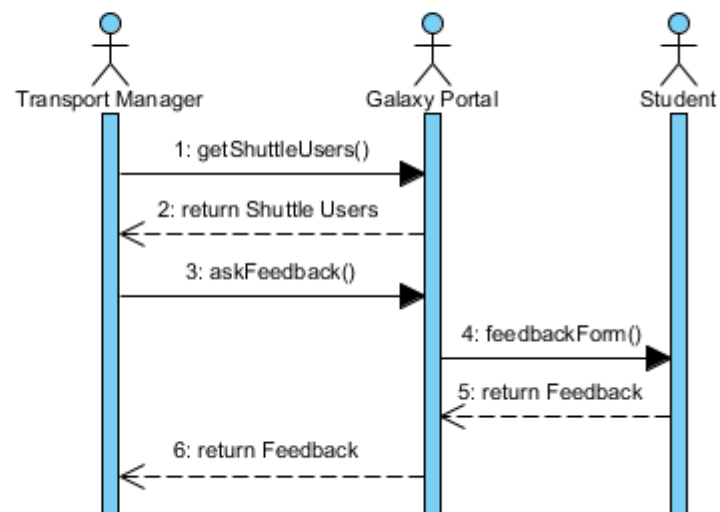 Transport Manager
Galaxy Portal
Student
1: getShuttleUsers()
2: return Shuttle Users
3: askFeedback()
4: feedbackForm()
5: return Feedback
6: return Feedback